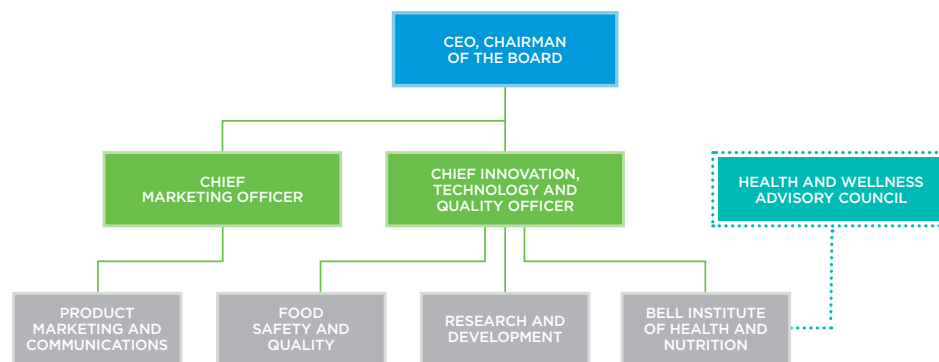 CEO, CHAIRMAN
OF THE BOARD
CHIEF
MARKETING OFFICER
CHIEF INNOVATION,
TECHNOLOGY AND
QUALITY OFFICER
HEALTH AND WELLNESS
ADVISORY COUNCIL
PRODUCT
MARKETING AND
COMMUNICATIONS
FOOD
SAFETY AND
QUALITY
RESEARCH AND
DEVELOPMENT
BELL INSTITUTE
OF HEALTH AND
NUTRITION